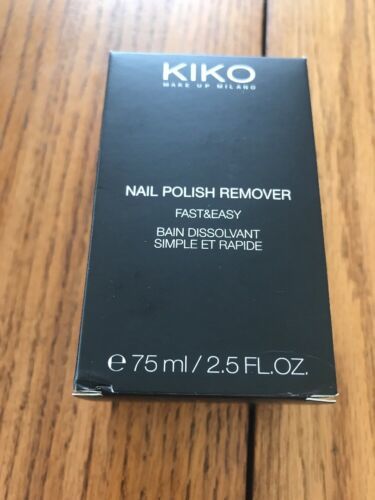 KIKO
MAKE UP MILANO
NAIL POLISH REMOVER
FAST&EASY
BAIN DISSOLVANT
SIMPLE ET RAPIDE
℮ 75 ml / 2.5 FL.OZ.